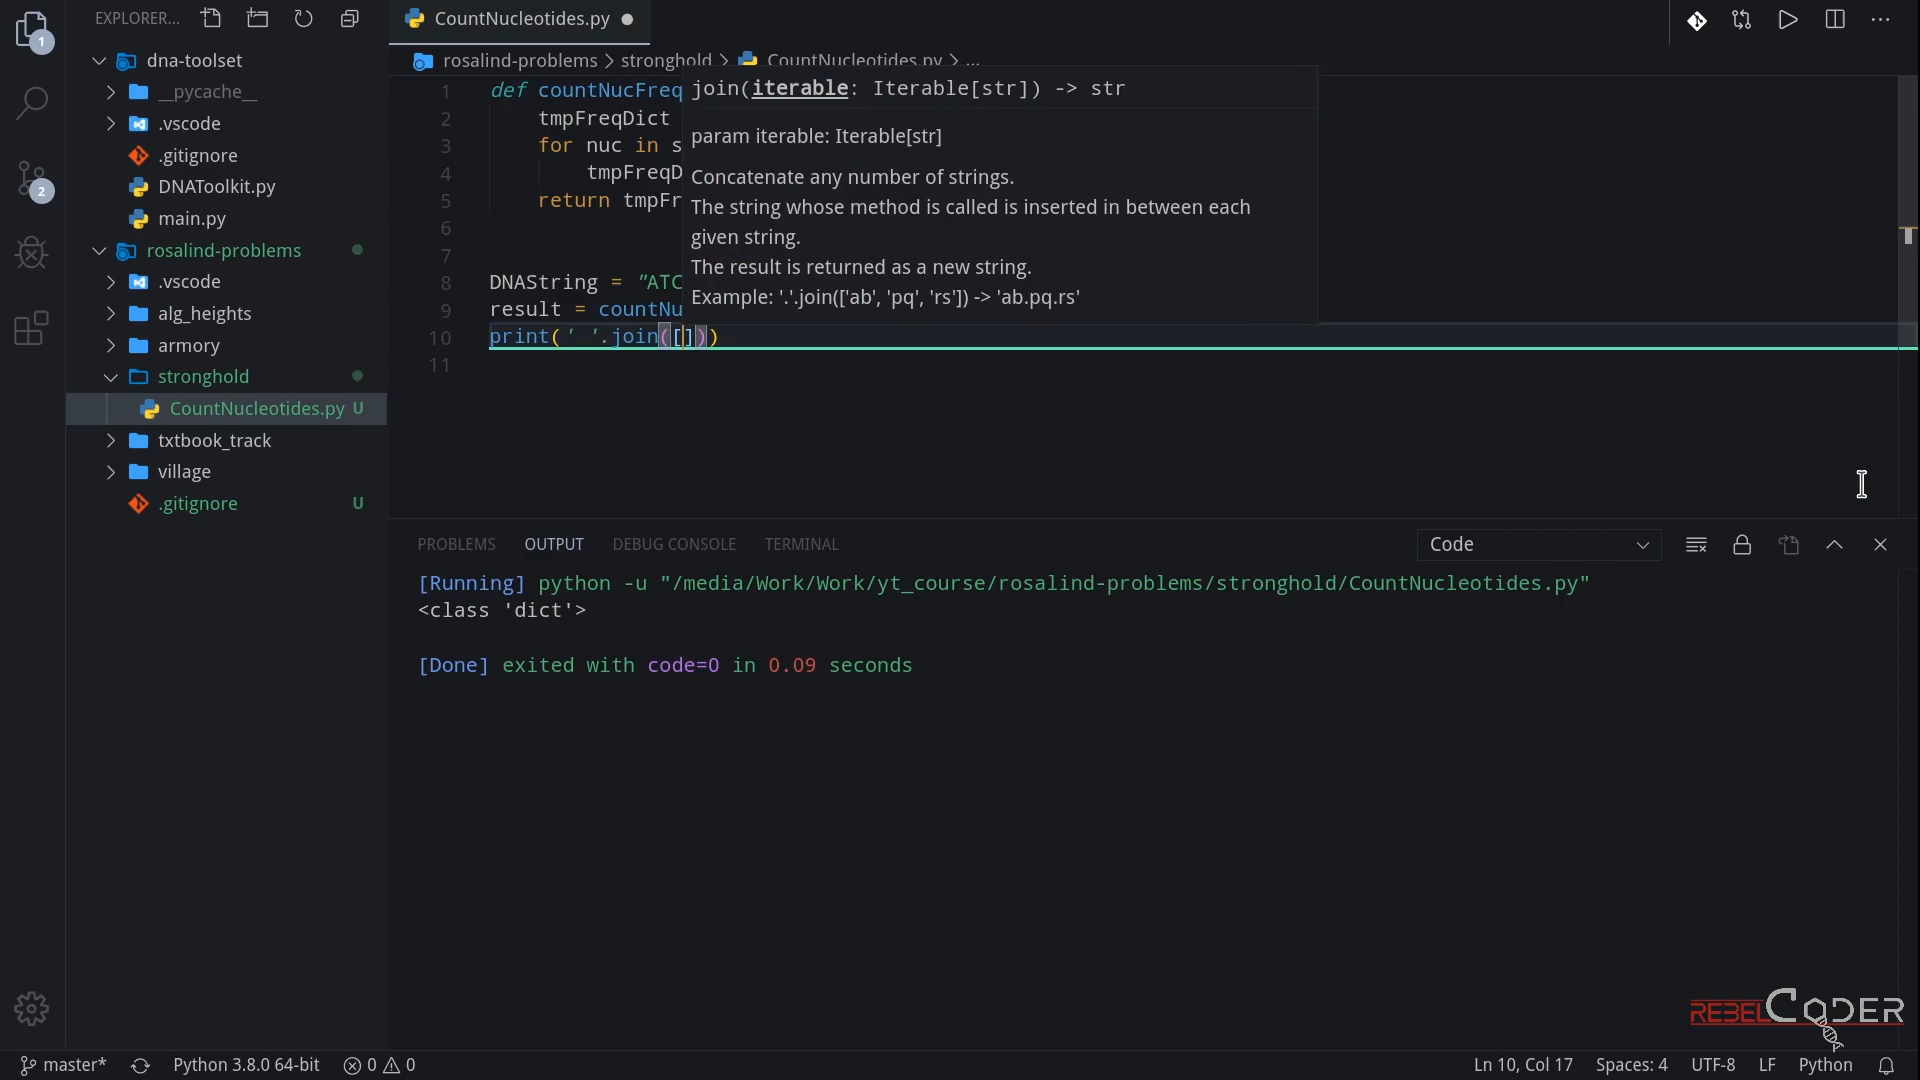 EXPLORER...
1
dna-toolset
__pycache__
.vscode
.gitignore
DNAToolkit.py
main.py
rosalind-problems
.vscode
alg_heights
armory
stronghold
CountNucleotides.py U
txtbook_track
village
.gitignore U
2
CountNucleotides.py
rosalind-problems > stronghold > CountNucleotides.py > ...
1 def countNucFreq
2 tmpFreqDict
3 for nuc in s
4 tmpFreqD
5 return tmpFr
6
7
8 DNAString = "ATC
9 result = countNu
10 print(' '.join([]))
11
join(iterable: Iterable[str]) -> str
param iterable: Iterable[str]
Concatenate any number of strings.
The string whose method is called is inserted in between each
given string.
The result is returned as a new string.
Example: '.'.join(['ab', 'pq', 'rs']) -> 'ab.pq.rs'
PROBLEMS OUTPUT DEBUG CONSOLE TERMINAL
Code
[Running] python -u "/media/Work/Work/yt_course/rosalind-problems/stronghold/CountNucleotides.py"
<class 'dict'>
[Done] exited with code=0 in 0.09 seconds
REBELCODER
master* Python 3.8.0 64-bit 0 0 Ln 10, Col 17 Spaces: 4 UTF-8 LF Python